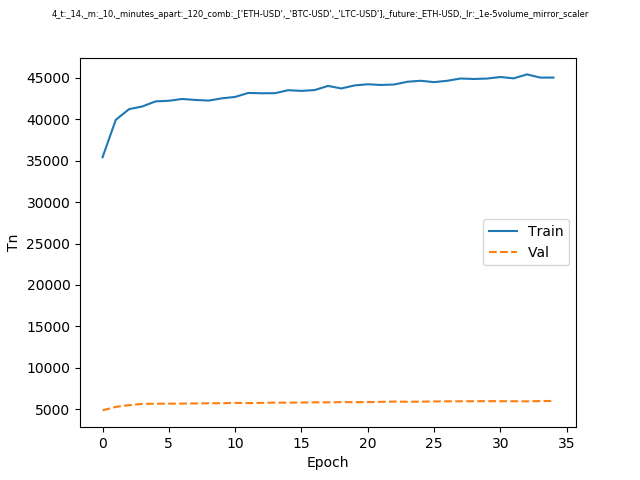 4_t:_14,_m:_10,_minutes_apart:_120_comb:_['ETH-USD',_'BTC-USD',_'LTC-USD'],_future:_ETH-USD,_lr:_1e-5volume_mirror_scaler
45000
40000
35000
30000
25000
20000
15000
10000
5000
Tn
Train
Val
0 5 10 15 20 25 30 35
Epoch